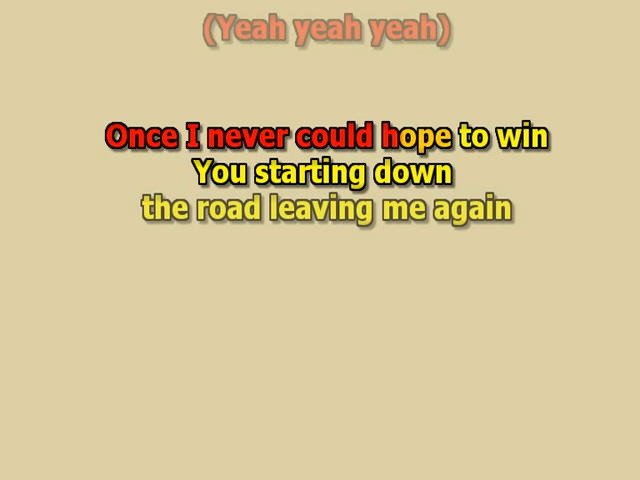 (Yeah yeah yeah)
Once I never could hope to win
You starting down
the road leaving me again